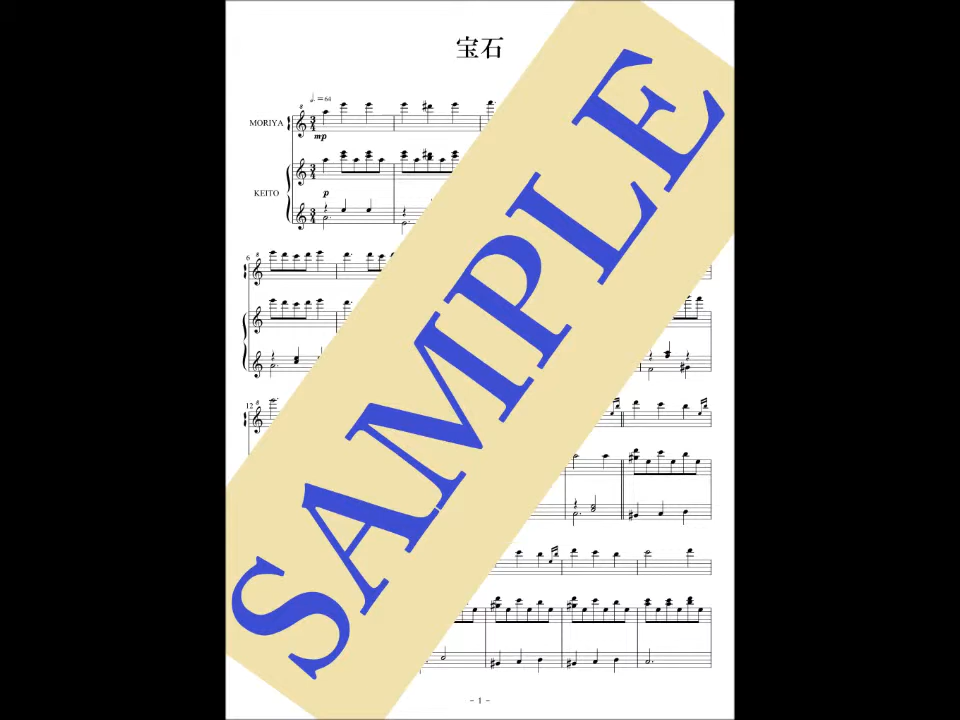 宝石
♩. = 64
MORIYA
mp
KEITO
p
6
12
SAMPLE
- 1 -